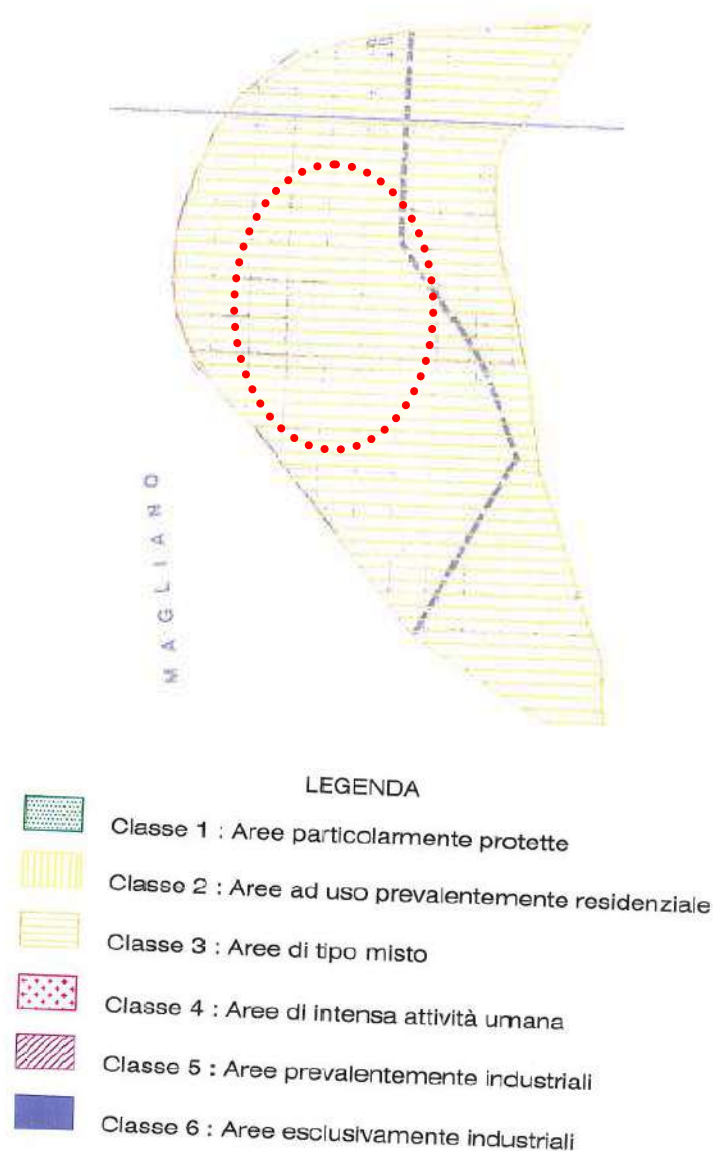 MAGLIANO
LEGENDA
Classe 1 : Aree particolarmente protette
Classe 2 : Aree ad uso prevalentemente residenziale
Classe 3 : Aree di tipo misto
Classe 4 : Aree di intensa attività umana
Classe 5 : Aree prevalentemente industriali
Classe 6 : Aree esclusivamente industriali